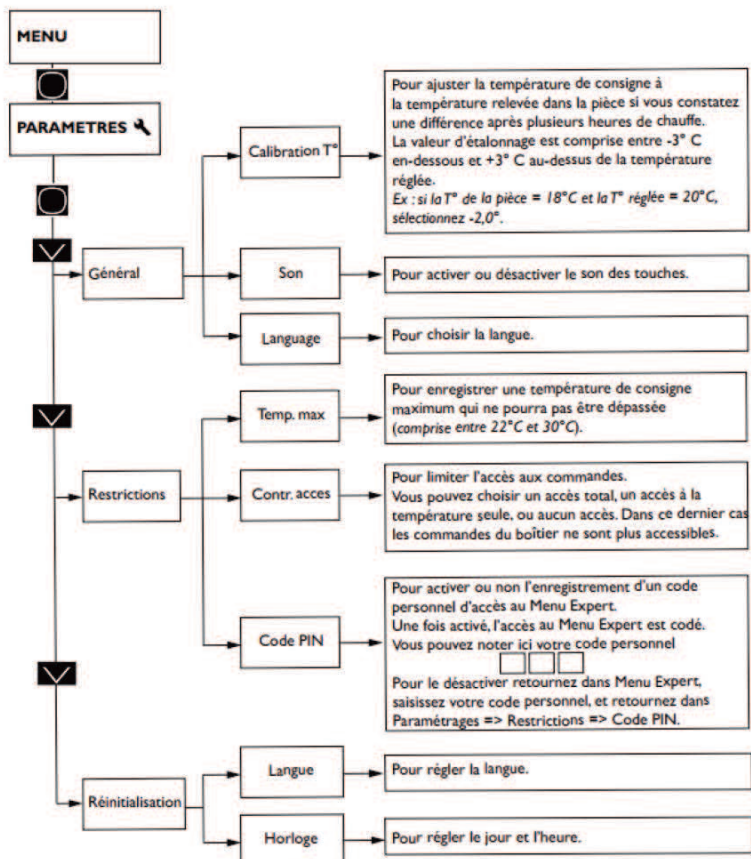 MENU
PARAMETRES
Général
Calibration T°
Pour ajuster la température de consigne à
la température relevée dans la pièce si vous constatez
une différence après plusieurs heures de chauffe.
La valeur d'étalonnage est comprise entre -3° C
en-dessous et +3° C au-dessus de la température
réglée.
Ex : si la T° de la pièce = 18°C et la T° réglée = 20°C,
sélectionnez -2,0°.
Son
Pour activer ou désactiver le son des touches.
Language
Pour choisir la langue.
Restrictions
Temp. max
Pour enregistrer une température de consigne
maximum qui ne pourra pas être dépassée
(comprise entre 22°C et 30°C).
Contr. acces
Pour limiter l'accès aux commandes.
Vous pouvez choisir un accès total, un accès à la
température seule, ou aucun accès. Dans ce dernier cas
les commandes du boîtier ne sont plus accessibles.
Code PIN
Pour activer ou non l'enregistrement d'un code
personnel d'accès au Menu Expert.
Une fois activé, l'accès au Menu Expert est codé.
Vous pouvez noter ici votre code personnel
Pour le désactiver retournez dans Menu Expert,
saisissez votre code personnel, et retournez dans
Paramétrages => Restrictions => Code PIN.
Réinitialisation
Langue
Pour régler la langue.
Horloge
Pour régler le jour et l'heure.